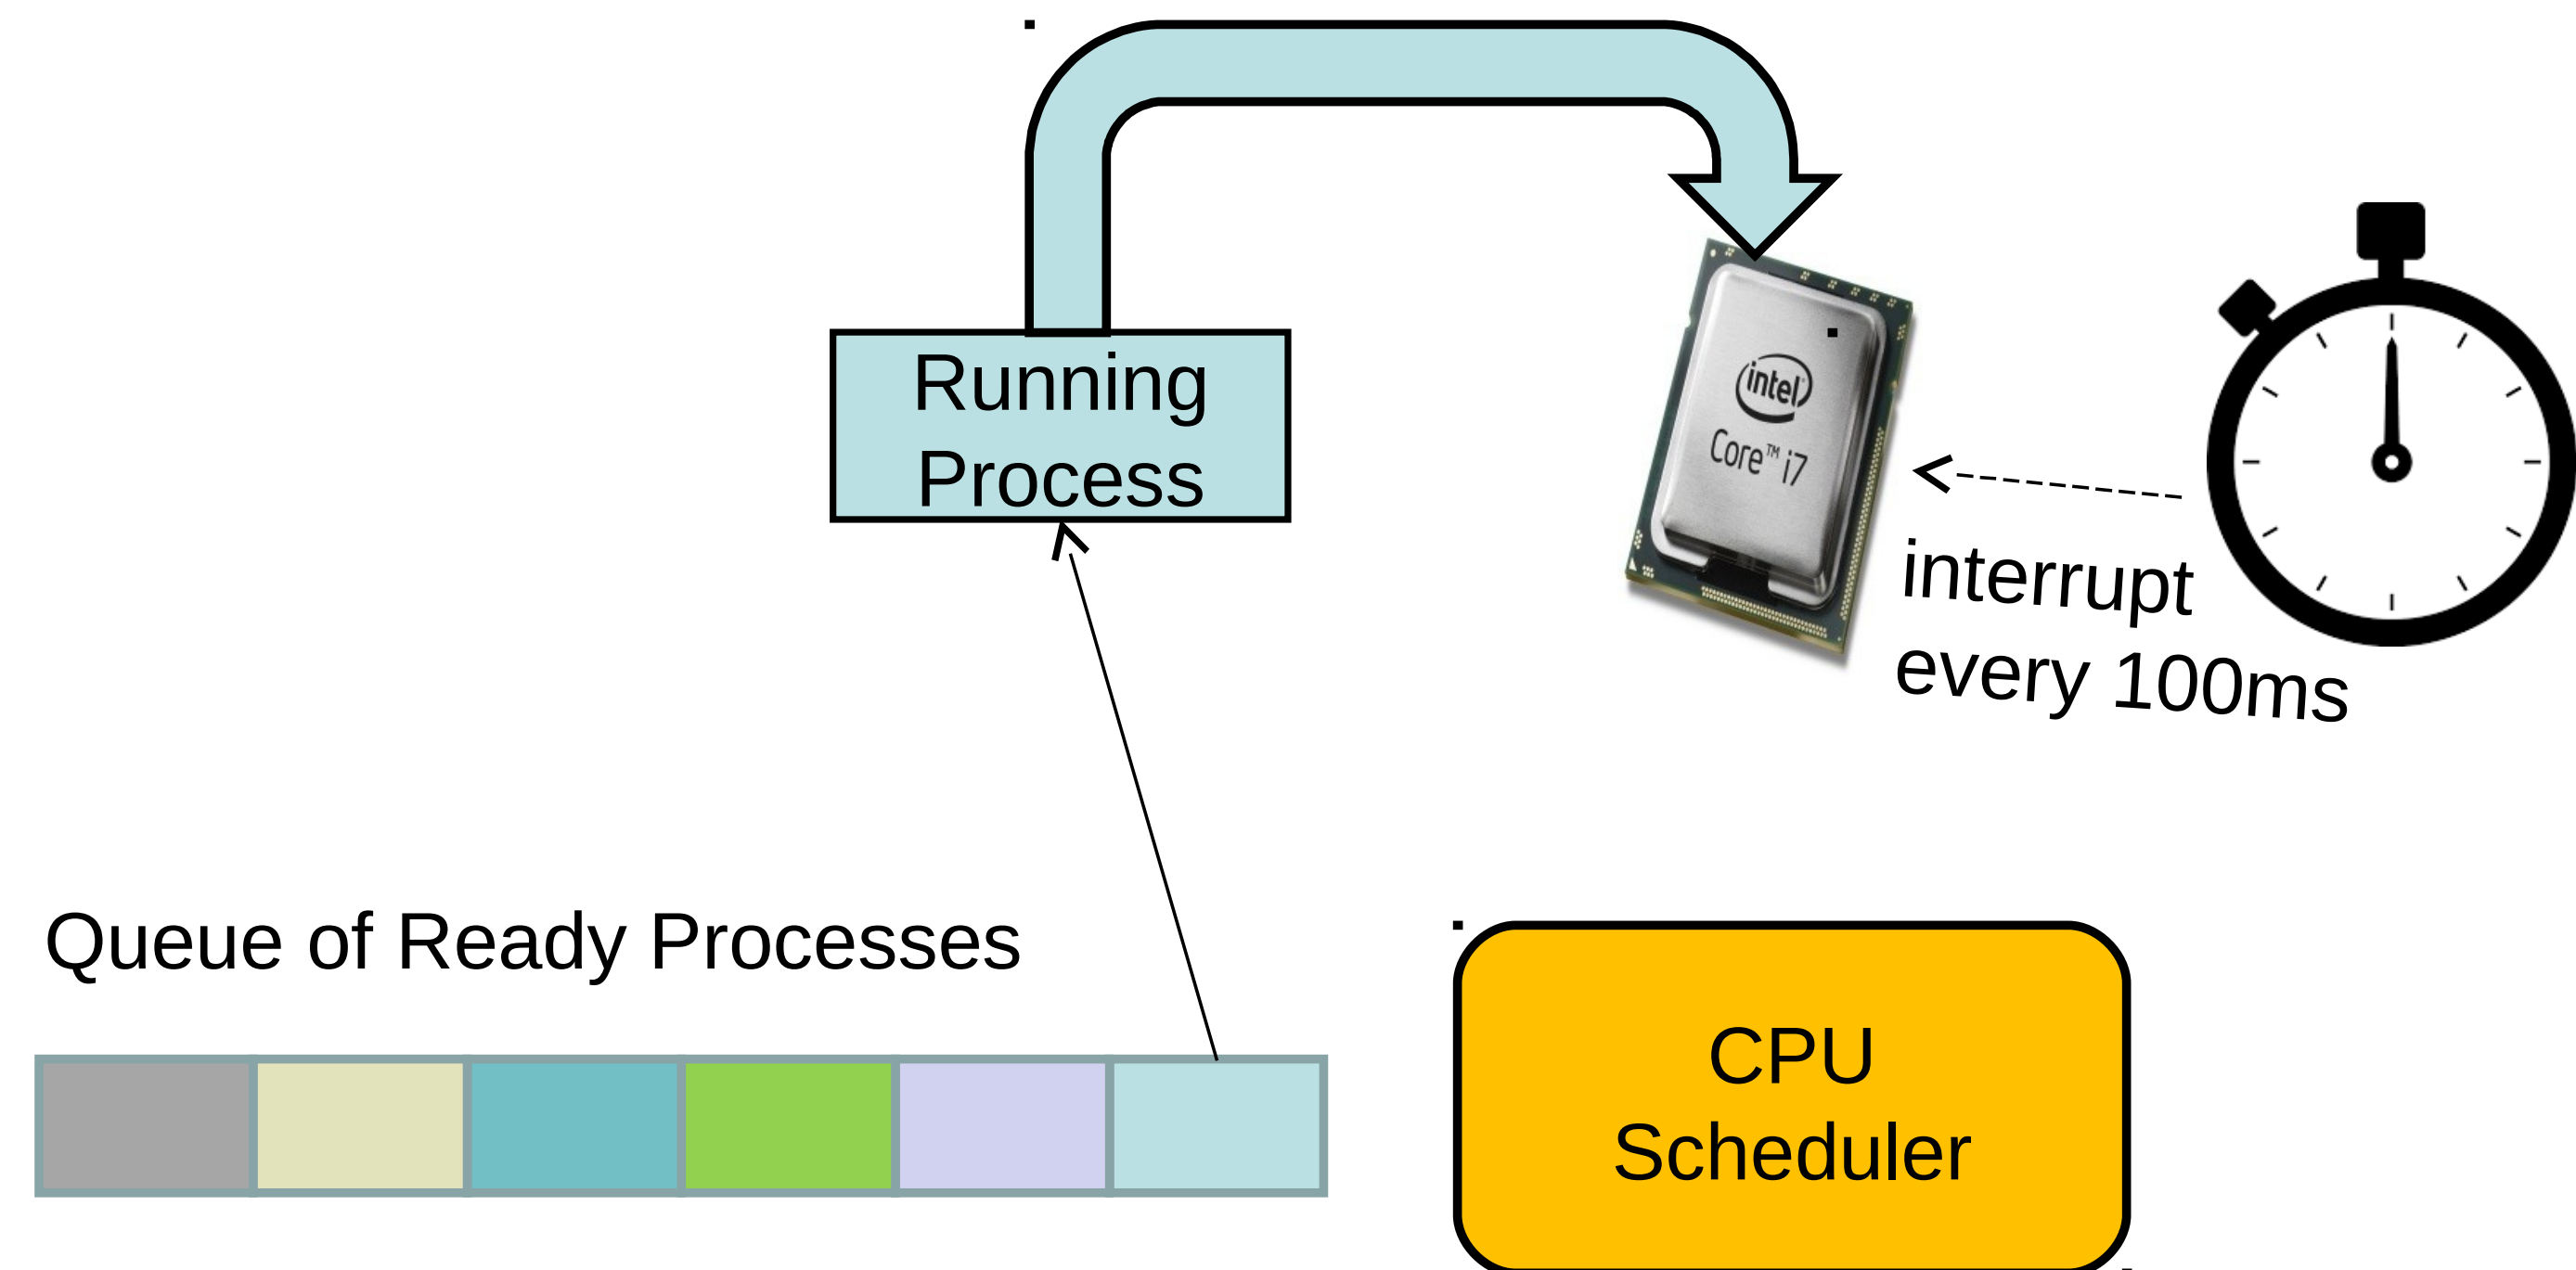 Running
Process
intel
Core™ i7
interrupt
every 100ms
Queue of Ready Processes
CPU
Scheduler